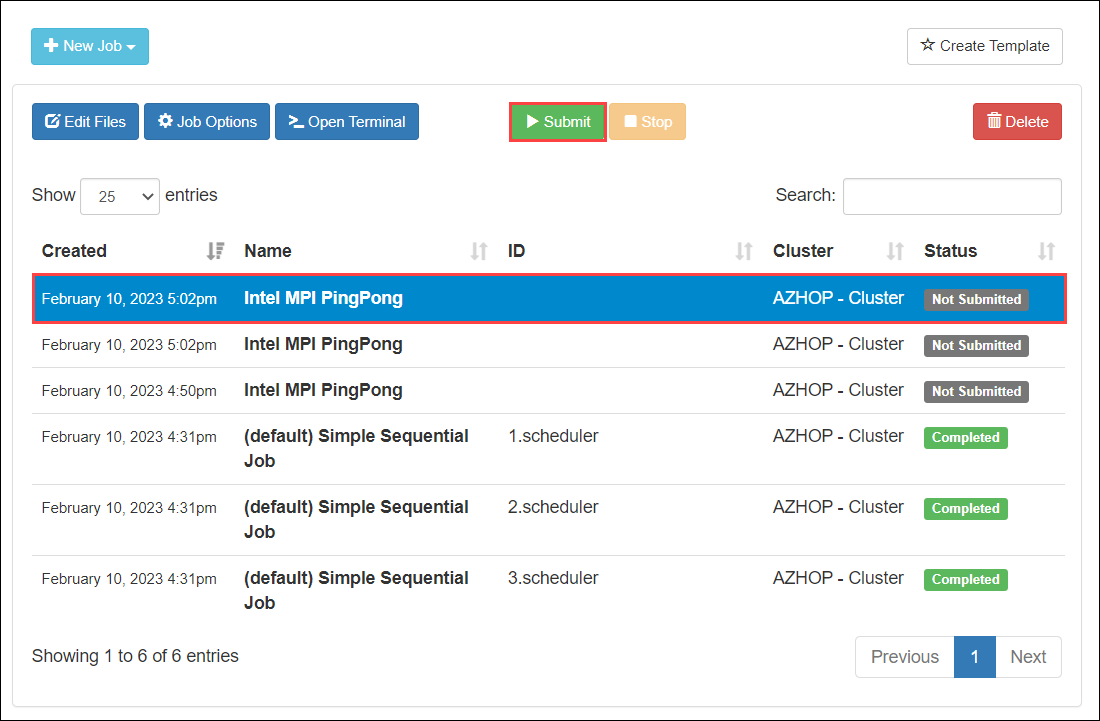 New Job
Create Template
Edit Files Job Options Open Terminal Submit Stop Delete
Show 25 entries Search:
Created Name ID Cluster Status
February 10, 2023 5:02pm Intel MPI PingPong AZHOP - Cluster Not Submitted
February 10, 2023 5:02pm Intel MPI PingPong AZHOP - Cluster Not Submitted
February 10, 2023 4:50pm Intel MPI PingPong AZHOP - Cluster Not Submitted
February 10, 2023 4:31pm (default) Simple Sequential 1.scheduler AZHOP - Cluster Completed
Job
February 10, 2023 4:31pm (default) Simple Sequential 2.scheduler AZHOP - Cluster Completed
Job
February 10, 2023 4:31pm (default) Simple Sequential 3.scheduler AZHOP - Cluster Completed
Job
Showing 1 to 6 of 6 entries Previous 1 Next